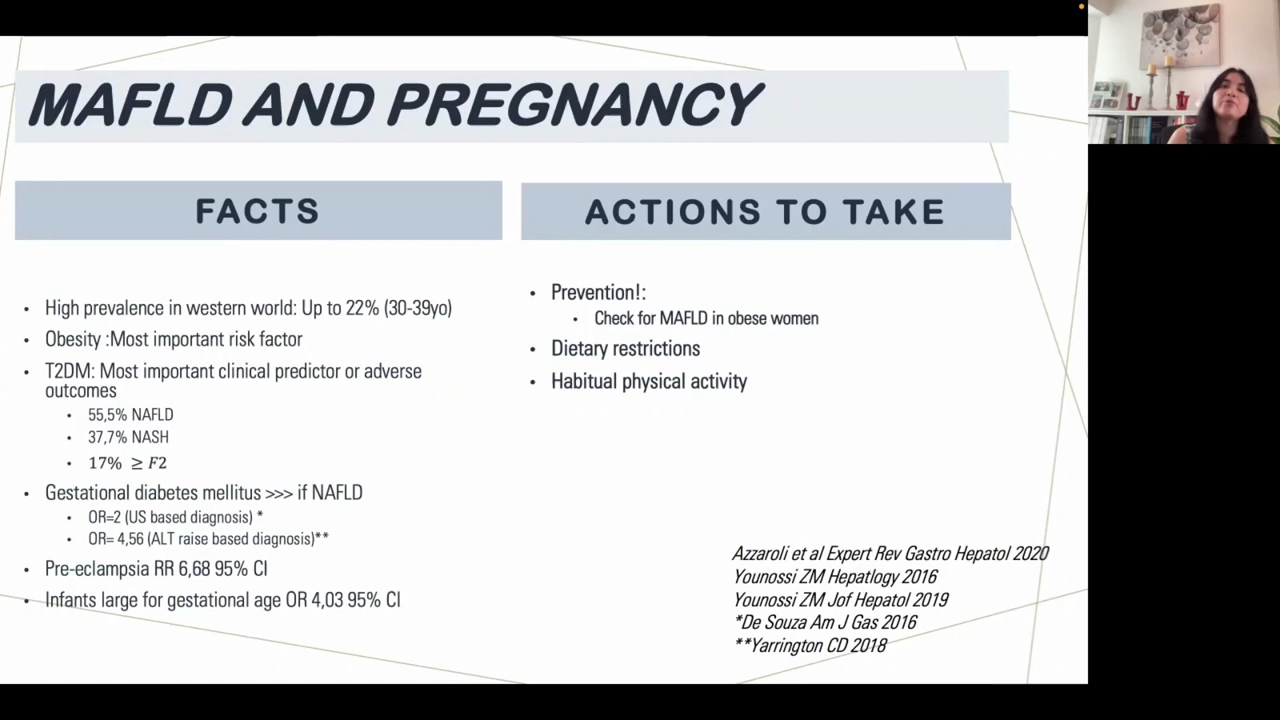 MAFLD AND PREGNANCY
FACTS
• High prevalence in western world: Up to 22% (30-39yo)
• Obesity :Most important risk factor
• T2DM: Most important clinical predictor or adverse
outcomes
• 55,5% NAFLD
• 37,7% NASH
• 17% ≥ F2
• Gestational diabetes mellitus >>> if NAFLD
• OR=2 (US based diagnosis) *
• OR= 4,56 (ALT raise based diagnosis)**
• Pre-eclampsia RR 6,68 95% CI
• Infants large for gestational age OR 4,03 95% CI
ACTIONS TO TAKE
• Prevention!:
• Check for MAFLD in obese women
• Dietary restrictions
• Habitual physical activity
Azzaroli et al Expert Rev Gastro Hepatol 2020
Younossi ZM Hepatlogy 2016
Younossi ZM Jof Hepatol 2019
*De Souza Am J Gas 2016
**Yarrington CD 2018